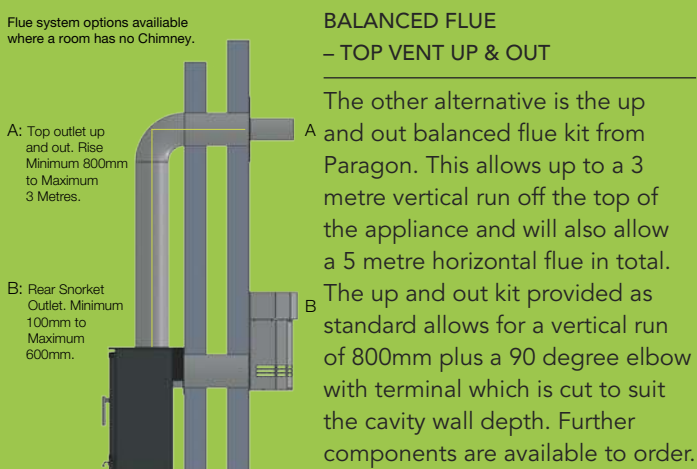 Flue system options availiable
where a room has no Chimney.
A: Top outlet up
and out. Rise
Minimum 800mm
to Maximum
3 Metres.
B: Rear Snorket
Outlet. Minimum
100mm to
Maximum
600mm.
A
B
BALANCED FLUE
– TOP VENT UP & OUT
The other alternative is the up
and out balanced flue kit from
Paragon. This allows up to a 3
metre vertical run off the top of
the appliance and will also allow
a 5 metre horizontal flue in total.
The up and out kit provided as
standard allows for a vertical run
of 800mm plus a 90 degree elbow
with terminal which is cut to suit
the cavity wall depth. Further
components are available to order.